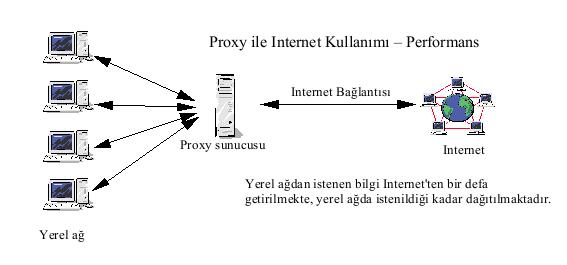 Proxy ile Internet Kullanımı – Performans
Internet Bağlantısı
Proxy sunucusu
Internet
Yerel ağdan istenen bilgi Internet'ten bir defa
getirilmekte, yerel ağda istenildiği kadar dağıtılmaktadır.
Yerel ağ